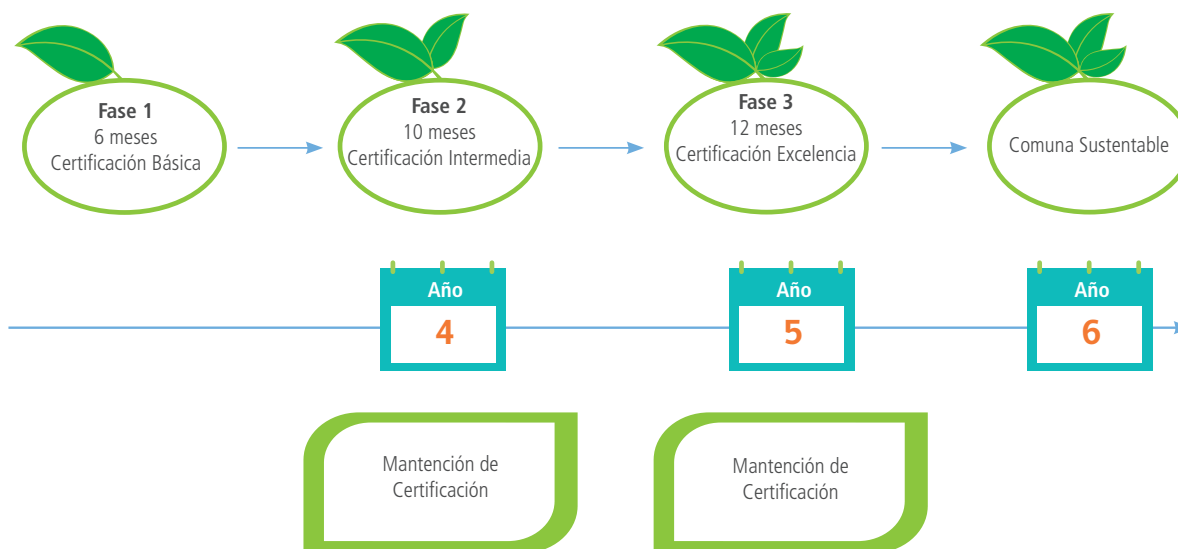 Fase 1
6 meses
Certificación Básica
Fase 2
10 meses
Certificación Intermedia
Fase 3
12 meses
Certificación Excelencia
Comuna Sustentable
Año
4
Año
5
Año
6
Mantención de
Certificación
Mantención de
Certificación